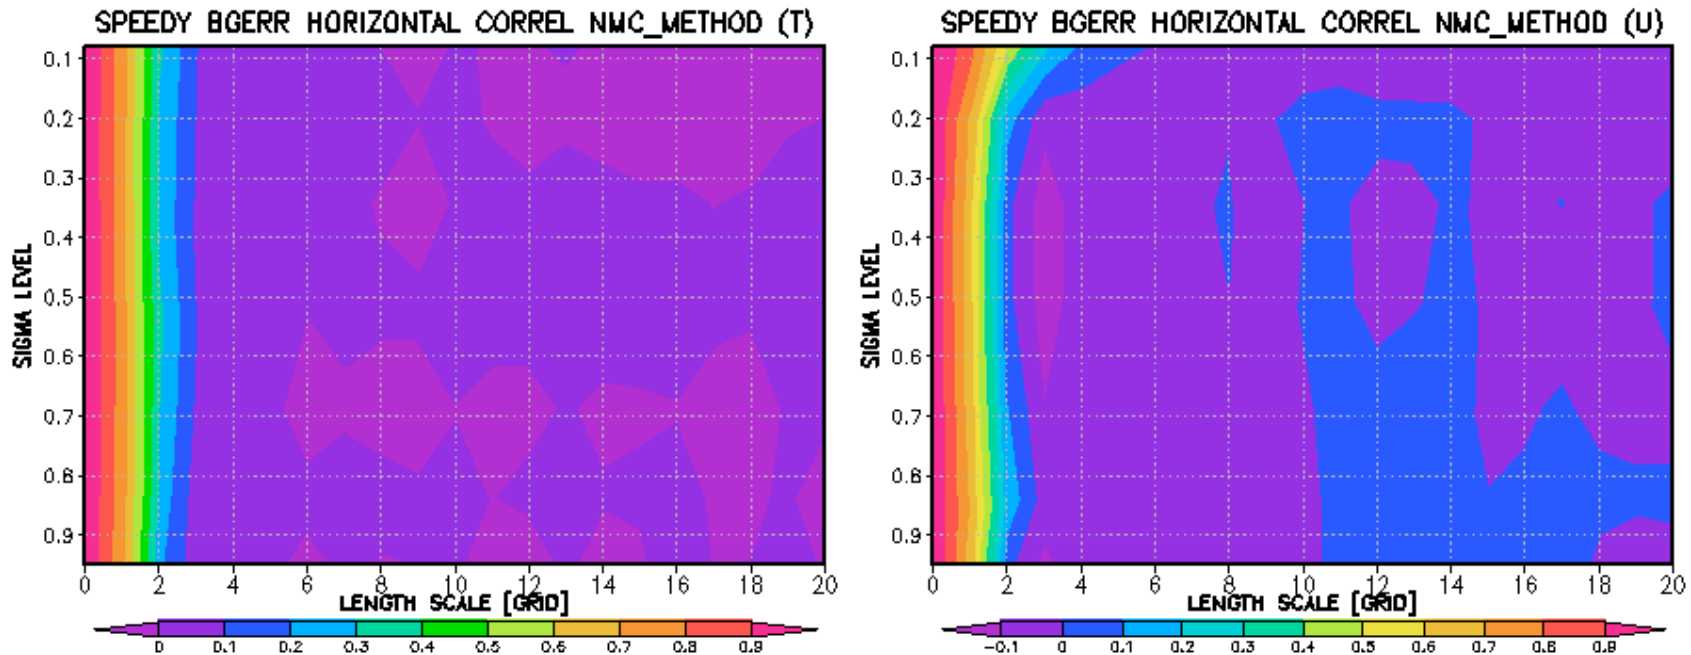 SPEEDY BGERR HORIZONTAL CORREL NMC_METHOD (T)
0.1
0.2
0.3
0.4
0.5
0.6
0.7
0.8
0.9
SIGMA LEVEL
0 2 4 6 8 10 12 14 16 18 20
LENGTH SCALE [GRID]
0 0.1 0.2 0.3 0.4 0.5 0.6 0.7 0.8 0.9
SPEEDY BGERR HORIZONTAL CORREL NMC_METHOD (U)
0.1
0.2
0.3
0.4
0.5
0.6
0.7
0.8
0.9
SIGMA LEVEL
0 2 4 6 8 10 12 14 16 18 20
LENGTH SCALE [GRID]
-0.1 0 0.1 0.2 0.3 0.4 0.5 0.6 0.7 0.8 0.9